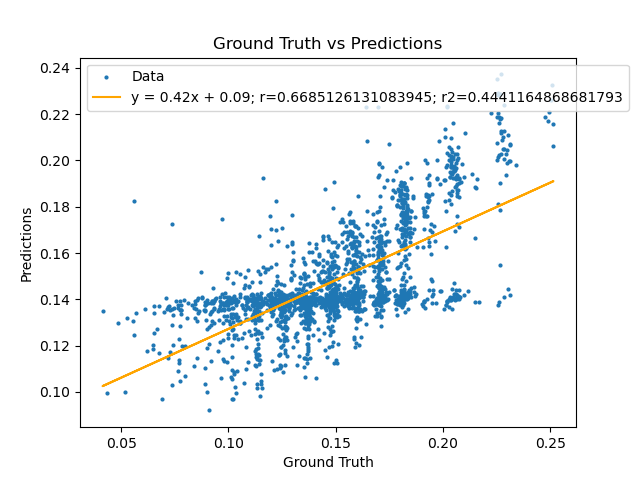 Ground Truth vs Predictions
Data
y = 0.42x + 0.09; r=0.6685126131083945; r2=0.4441164868681793
0.24
0.22
0.20
0.18
0.16
0.14
0.12
0.10
Predictions
0.05 0.10 0.15 0.20 0.25
Ground Truth